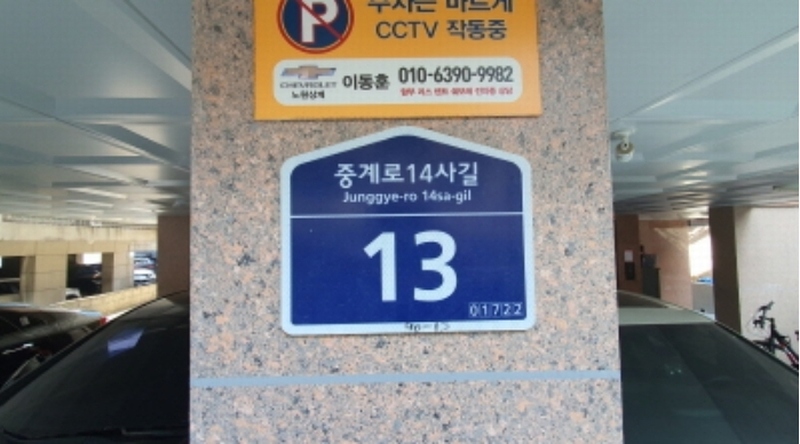 주차는 바르게
CCTV 작동중
CHEVROLET
노원상계
이동훈 010-6390-9982
중계로14사길
Junggye-ro 14sa-gil
13
01722